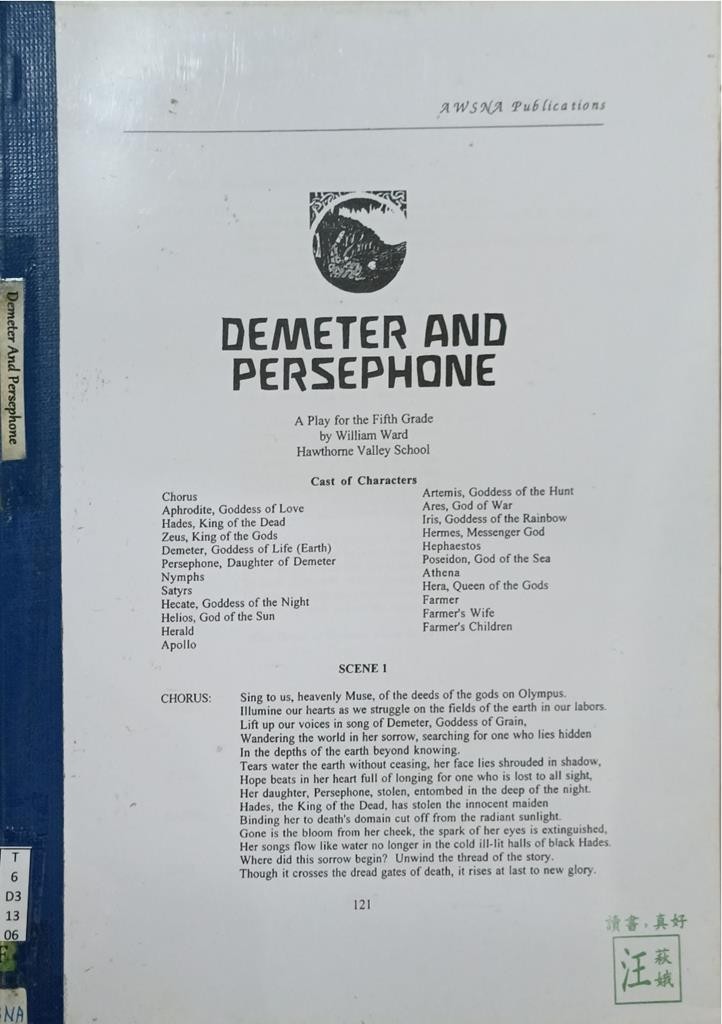 AWSNA Publications
DEMETER AND
PERSEPHONE
A Play for the Fifth Grade
by William Ward
Hawthorne Valley School
Cast of Characters
Chorus
Aphrodite, Goddess of Love
Hades, King of the Dead
Zeus, King of the Gods
Demeter, Goddess of Life (Earth)
Persephone, Daughter of Demeter
Nymphs
Satyrs
Hecate, Goddess of the Night
Helios, God of the Sun
Herald
Apollo
Artemis, Goddess of the Hunt
Ares, God of War
Iris, Goddess of the Rainbow
Hermes, Messenger God
Hephaestos
Poseidon, God of the Sea
Athena
Hera, Queen of the Gods
Farmer
Farmer's Wife
Farmer's Children
SCENE 1
CHORUS: Sing to us, heavenly Muse, of the deeds of the gods on Olympus.
Illumine our hearts as we struggle on the fields of the earth in our labors.
Lift up our voices in song of Demeter, Goddess of Grain,
Wandering the world in her sorrow, searching for one who lies hidden
In the depths of the earth beyond knowing.
Tears water the earth without ceasing, her face lies shrouded in shadow,
Hope beats in her heart full of longing for one who is lost to all sight,
Her daughter, Persephone, stolen, entombed in the deep of the night.
Hades, the King of the Dead, has stolen the innocent maiden
Binding her to death's domain cut off from the radiant sunlight.
Gone is the bloom from her cheek, the spark of her eyes is extinguished,
Her songs flow like water no longer in the cold ill-lit halls of black Hades.
Where did this sorrow begin? Unwind the thread of the story.
Though it crosses the dread gates of death, it rises at last to new glory.
121
讀書，真好
汪萩娥
Demeter And Persephone
T
6
D3
13
06
NA